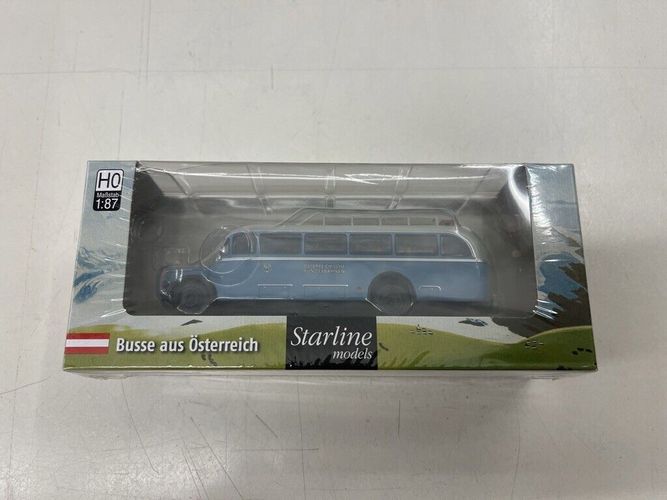 H0
Maßstab
1:87
Busse aus Österreich
Starline
models